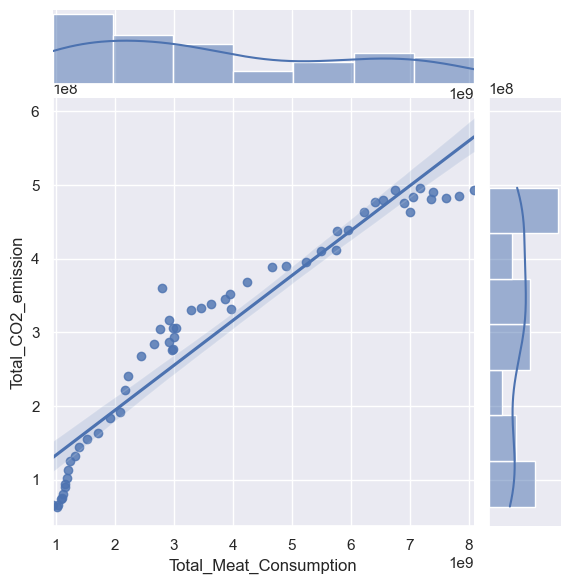 1e8
1e9
1e8
6
5
4
3
2
1
Total_CO2_emission
1 2 3 4 5 6 7 8
1e9
Total_Meat_Consumption
1e9